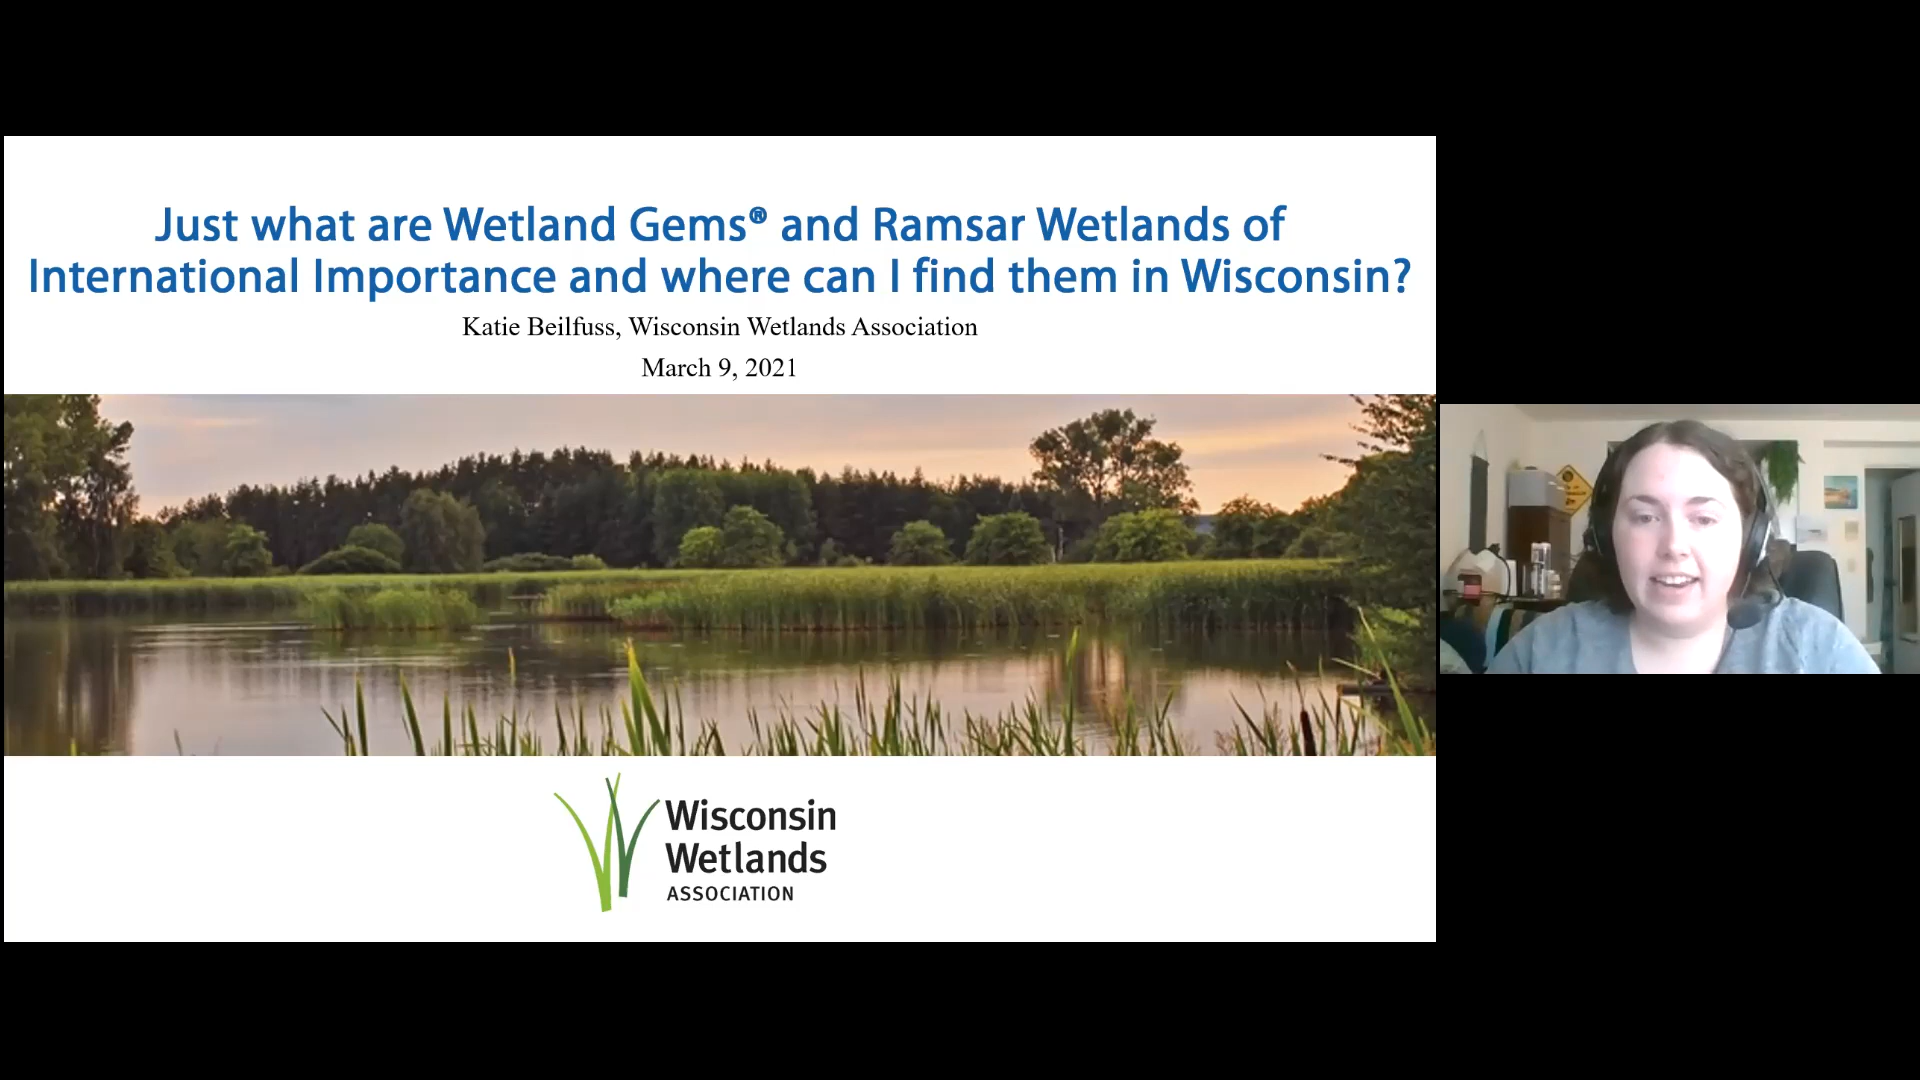 Just what are Wetland Gems® and Ramsar Wetlands of
International Importance and where can I find them in Wisconsin?
Katie Beilfuss, Wisconsin Wetlands Association
March 9, 2021
Wisconsin
Wetlands
ASSOCIATION